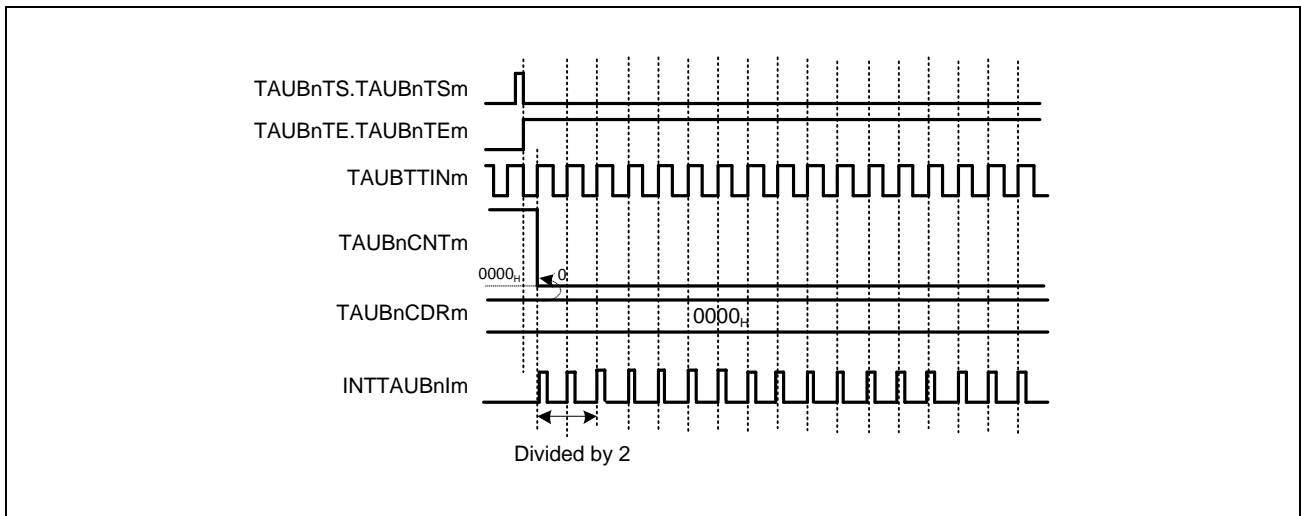 TAUBnTS.TAUBnTSm
TAUBnTE.TAUBnTEm
TAUBTTINm
TAUBnCNTm
0000H
0
TAUBnCDRm
0000H
INTTAUBnIm
Divided by 2